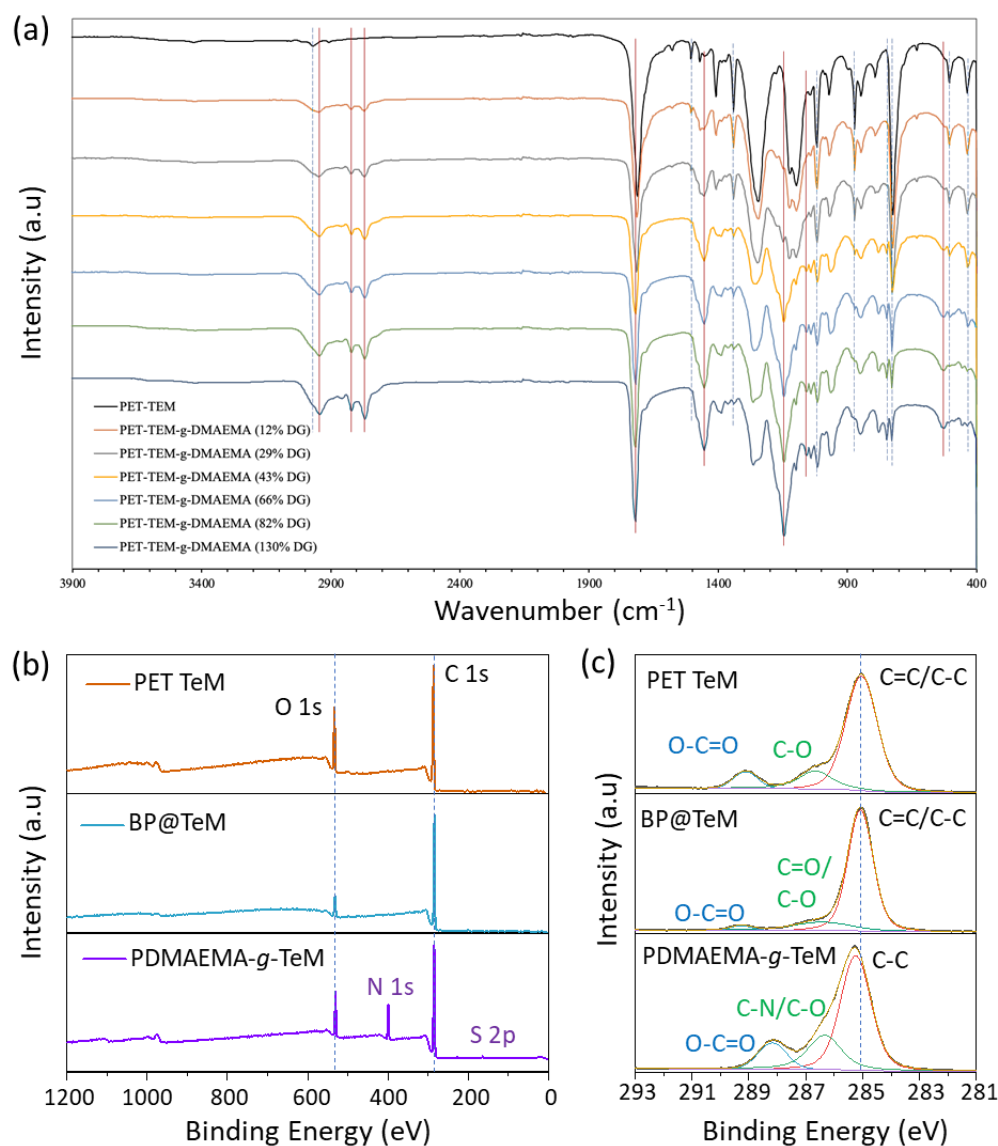 (a)
Intensity (a.u)
PET-TEM
PET-TEM-g-DMAEMA (12% DG)
PET-TEM-g-DMAEMA (29% DG)
PET-TEM-g-DMAEMA (43% DG)
PET-TEM-g-DMAEMA (66% DG)
PET-TEM-g-DMAEMA (82% DG)
PET-TEM-g-DMAEMA (130% DG)
3900 3400 2900 2400 1900 1400 900 400
Wavenumber (cm⁻¹)
(b)
Intensity (a.u)
PET TeM
O 1s
C 1s
BP@TeM
PDMAEMA-g-TeM
N 1s
S 2p
1200 1000 800 600 400 200 0
Binding Energy (eV)
(c)
Intensity (a.u)
PET TeM
C=C/C-C
O-C=O
C-O
BP@TeM
C=C/C-C
C=O/
C-O
O-C=O
PDMAEMA-g-TeM
C-C
C-N/C-O
O-C=O
293 291 289 287 285 283 281
Binding Energy (eV)